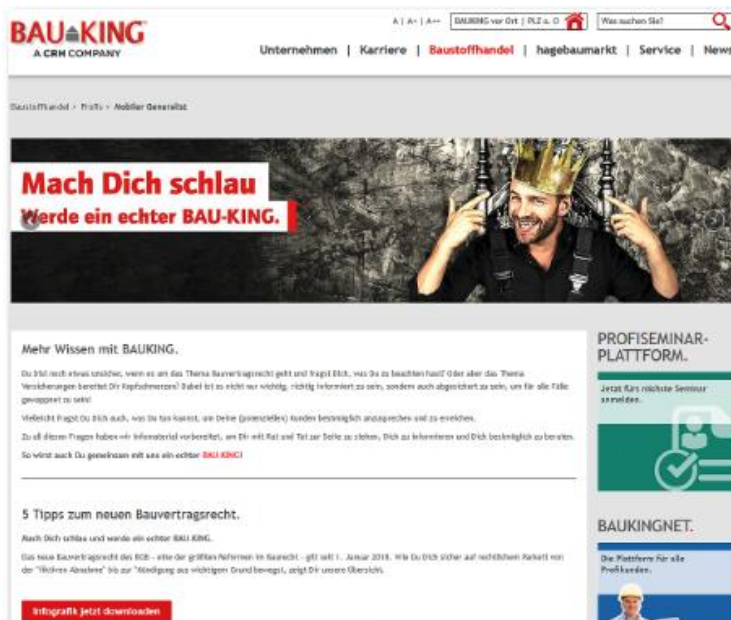 BAUKING
A CRH COMPANY
A | A+ | A++
BAUKING vor Ort | PLZ o. O
Was suchen Sie?
Unternehmen | Karriere | Baustoffhandel | hagebaumarkt | Service | News
Baustoffhandel > Profis > Mobiler Generalist
Mach Dich schlau
Werde ein echter BAU-KING.
Mehr Wissen mit BAUKING.
Du bist noch etwas unsicher, wenn es um das Thema Bauvertragsrecht geht und fragst Dich, was Du zu beachten hast? Oder aber das Thema
Versicherungen bereitet Dir Kopfschmerzen? Dabei ist es nicht nur wichtig, richtig informiert zu sein, sondern auch abgesichert zu sein, um für alle Fälle
gewappnet zu sein!
Vielleicht fragst Du Dich auch, was Du tun kannst, um Deine (potenziellen) Kunden bestmöglich anzusprechen und zu erreichen.
Zu all diesen Fragen haben wir Infomaterial vorbereitet, um Dir mit Rat und Tat zur Seite zu stehen, Dich zu informieren und Dich bestmöglich zu beraten.
So wirst auch Du gemeinsam mit uns ein echter BAU-KING!
5 Tipps zum neuen Bauvertragsrecht.
Mach Dich schlau und werde ein echter BAU-KING.
Das neue Bauvertragsrecht des BGB - eine der größten Reformen im Baurecht - gilt seit 1. Januar 2018. Wie Du Dich sicher auf rechtlichem Parkett von
der "fiktiven Abnahme" bis zur "Kündigung aus wichtigem Grund bewegst, zeigt Dir unsere Übersicht.
Infografik jetzt downloaden
PROFISEMINAR-
PLATTFORM.
Jetzt fürs nächste Seminar
anmelden.
BAUKINGNET.
Die Plattform für alle
Profikunden.